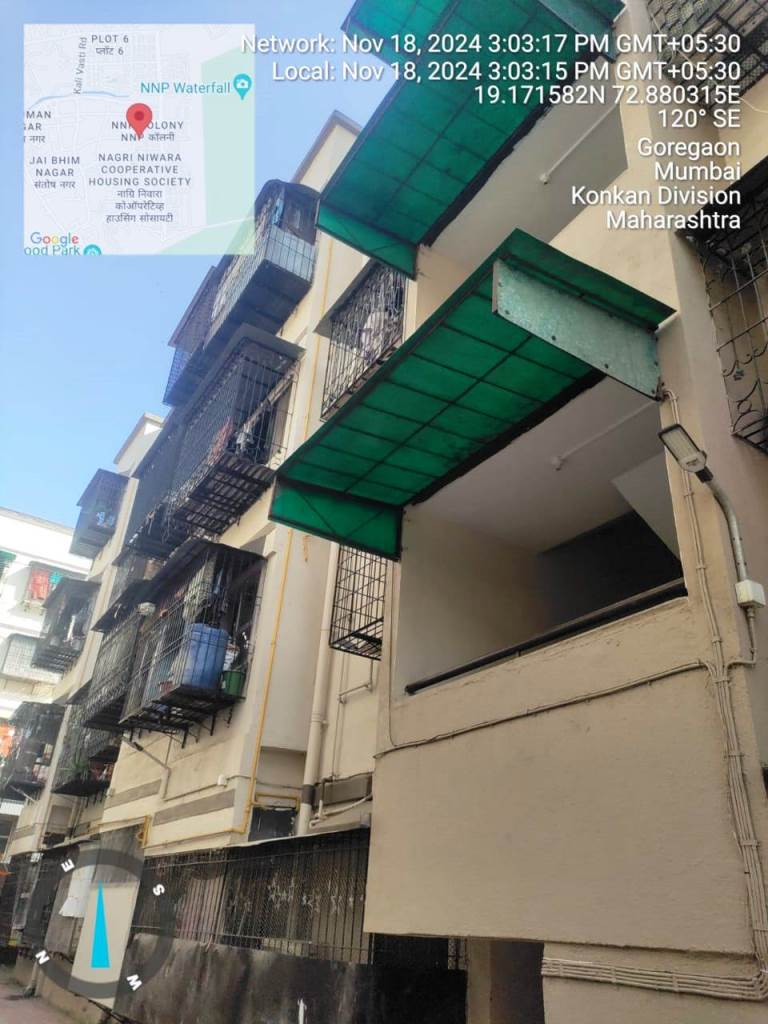 Network: Nov 18, 2024 3:03:17 PM GMT+05:30
Local: Nov 18, 2024 3:03:15 PM GMT+05:30
19.171582N 72.880315E
120° SE
Goregaon
Mumbai
Konkan Division
Maharashtra
PLOT 6
प्लॉट 6
Kali Vasti Rd
NNP Waterfall
MAN
GAR
नगर
NNP COLONY
NNP कॉलनी
JAI BHIM
NAGAR
संतोष नगर
NAGRI NIWARA
COOPERATIVE
HOUSING SOCIETY
नाग्रि निवारा
कोऑपरेटिव्ह
हाउसिंग सोसायटी
Google
ood Park
N
E
S
W